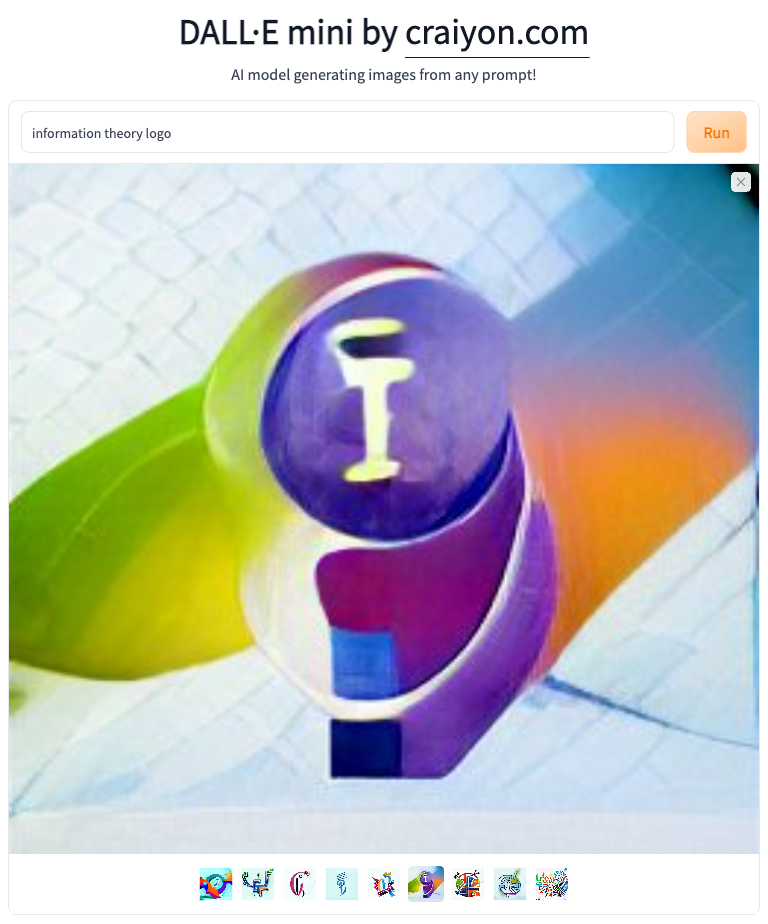 DALL·E mini by craiyon.com
AI model generating images from any prompt!
information theory logo
Run